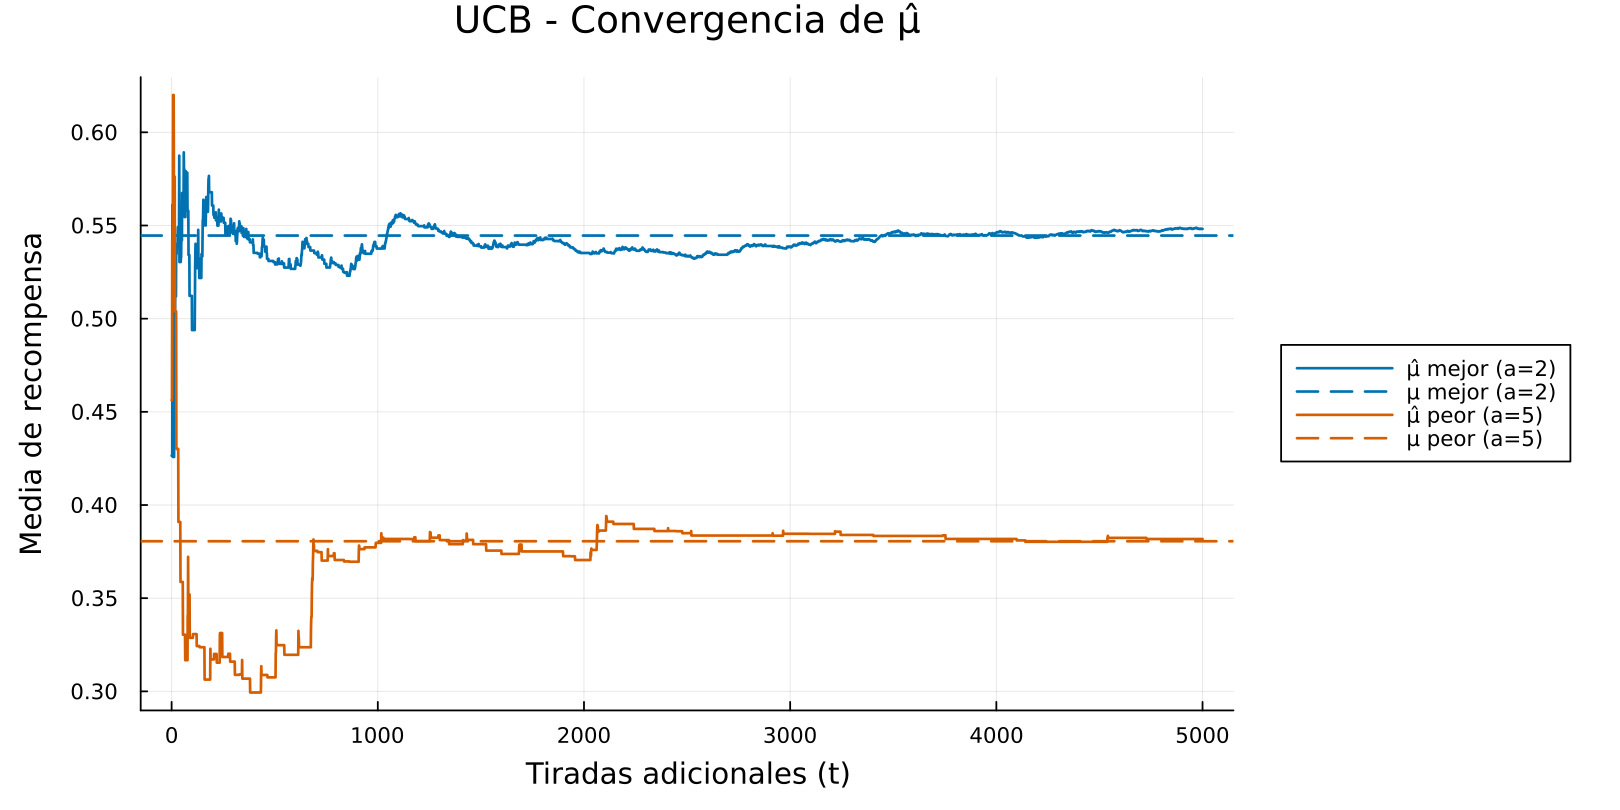 UCB - Convergencia de μ̂
Media de recompensa
0.60
0.55
0.50
0.45
0.40
0.35
0.30
0
1000
2000
3000
4000
5000
Tiradas adicionales (t)
μ̂ mejor (a=2)
μ mejor (a=2)
μ̂ peor (a=5)
μ peor (a=5)